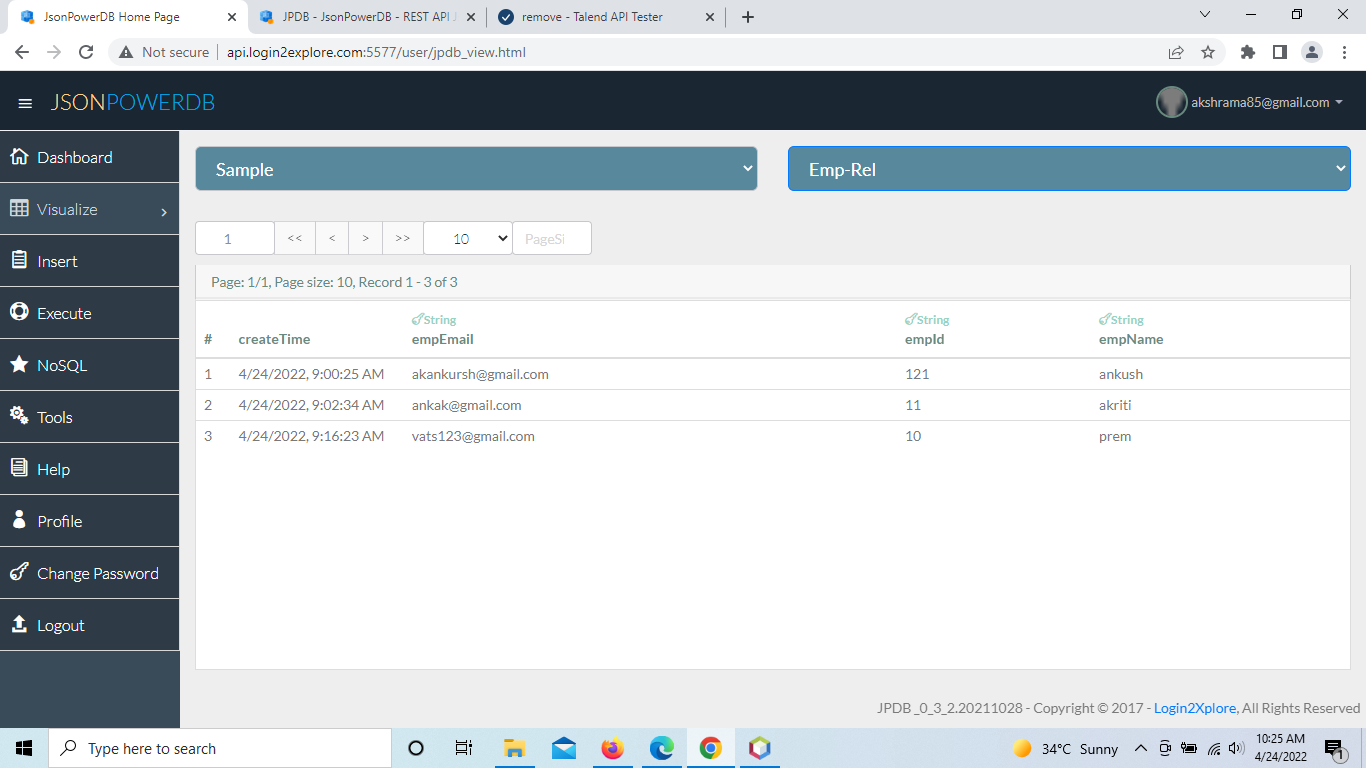 JsonPowerDB Home Page
JPDB - JsonPowerDB - REST API J
remove - Talend API Tester
Not secure
api.login2explore.com:5577/user/jpdb_view.html
JSONPOWERDB
akshrama85@gmail.com
Dashboard
Visualize
Insert
Execute
NoSQL
Tools
Help
Profile
Change Password
Logout
Sample
Emp-Rel
1 << < > >> 10 PageSi
Page: 1/1, Page size: 10, Record 1 - 3 of 3
String String String
# createTime empEmail empId empName
1 4/24/2022, 9:00:25 AM akankursh@gmail.com 121 ankush
2 4/24/2022, 9:02:34 AM ankak@gmail.com 11 akriti
3 4/24/2022, 9:16:23 AM vats123@gmail.com 10 prem
JPDB _0_3_2.20211028 - Copyright © 2017 - Login2Xplore, All Rights Reserved
Type here to search
34°C Sunny
10:25 AM
4/24/2022
1